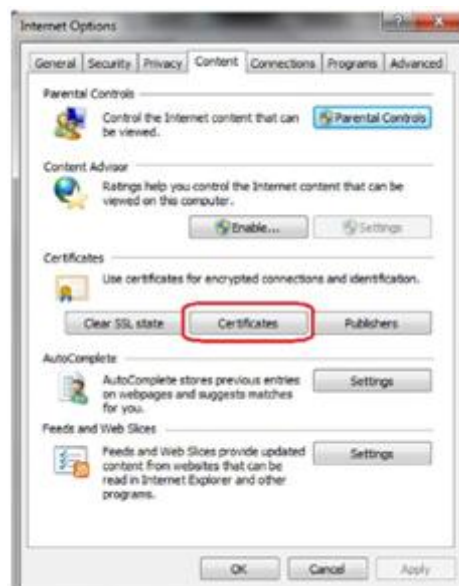 Internet Options
General Security Privacy Content Connections Programs Advanced
Parental Controls
Control the Internet content that can
be viewed.
Parental Controls
Content Advisor
Ratings help you control the Internet content that can be
viewed on this computer.
Enable...
Settings
Certificates
Use certificates for encrypted connections and identification.
Clear SSL state
Certificates
Publishers
AutoComplete
AutoComplete stores previous entries
on webpages and suggests matches
for you.
Settings
Feeds and Web Slices
Feeds and Web Slices provide updated
content from websites that can be
read in Internet Explorer and other
programs.
Settings
OK
Cancel
Apply